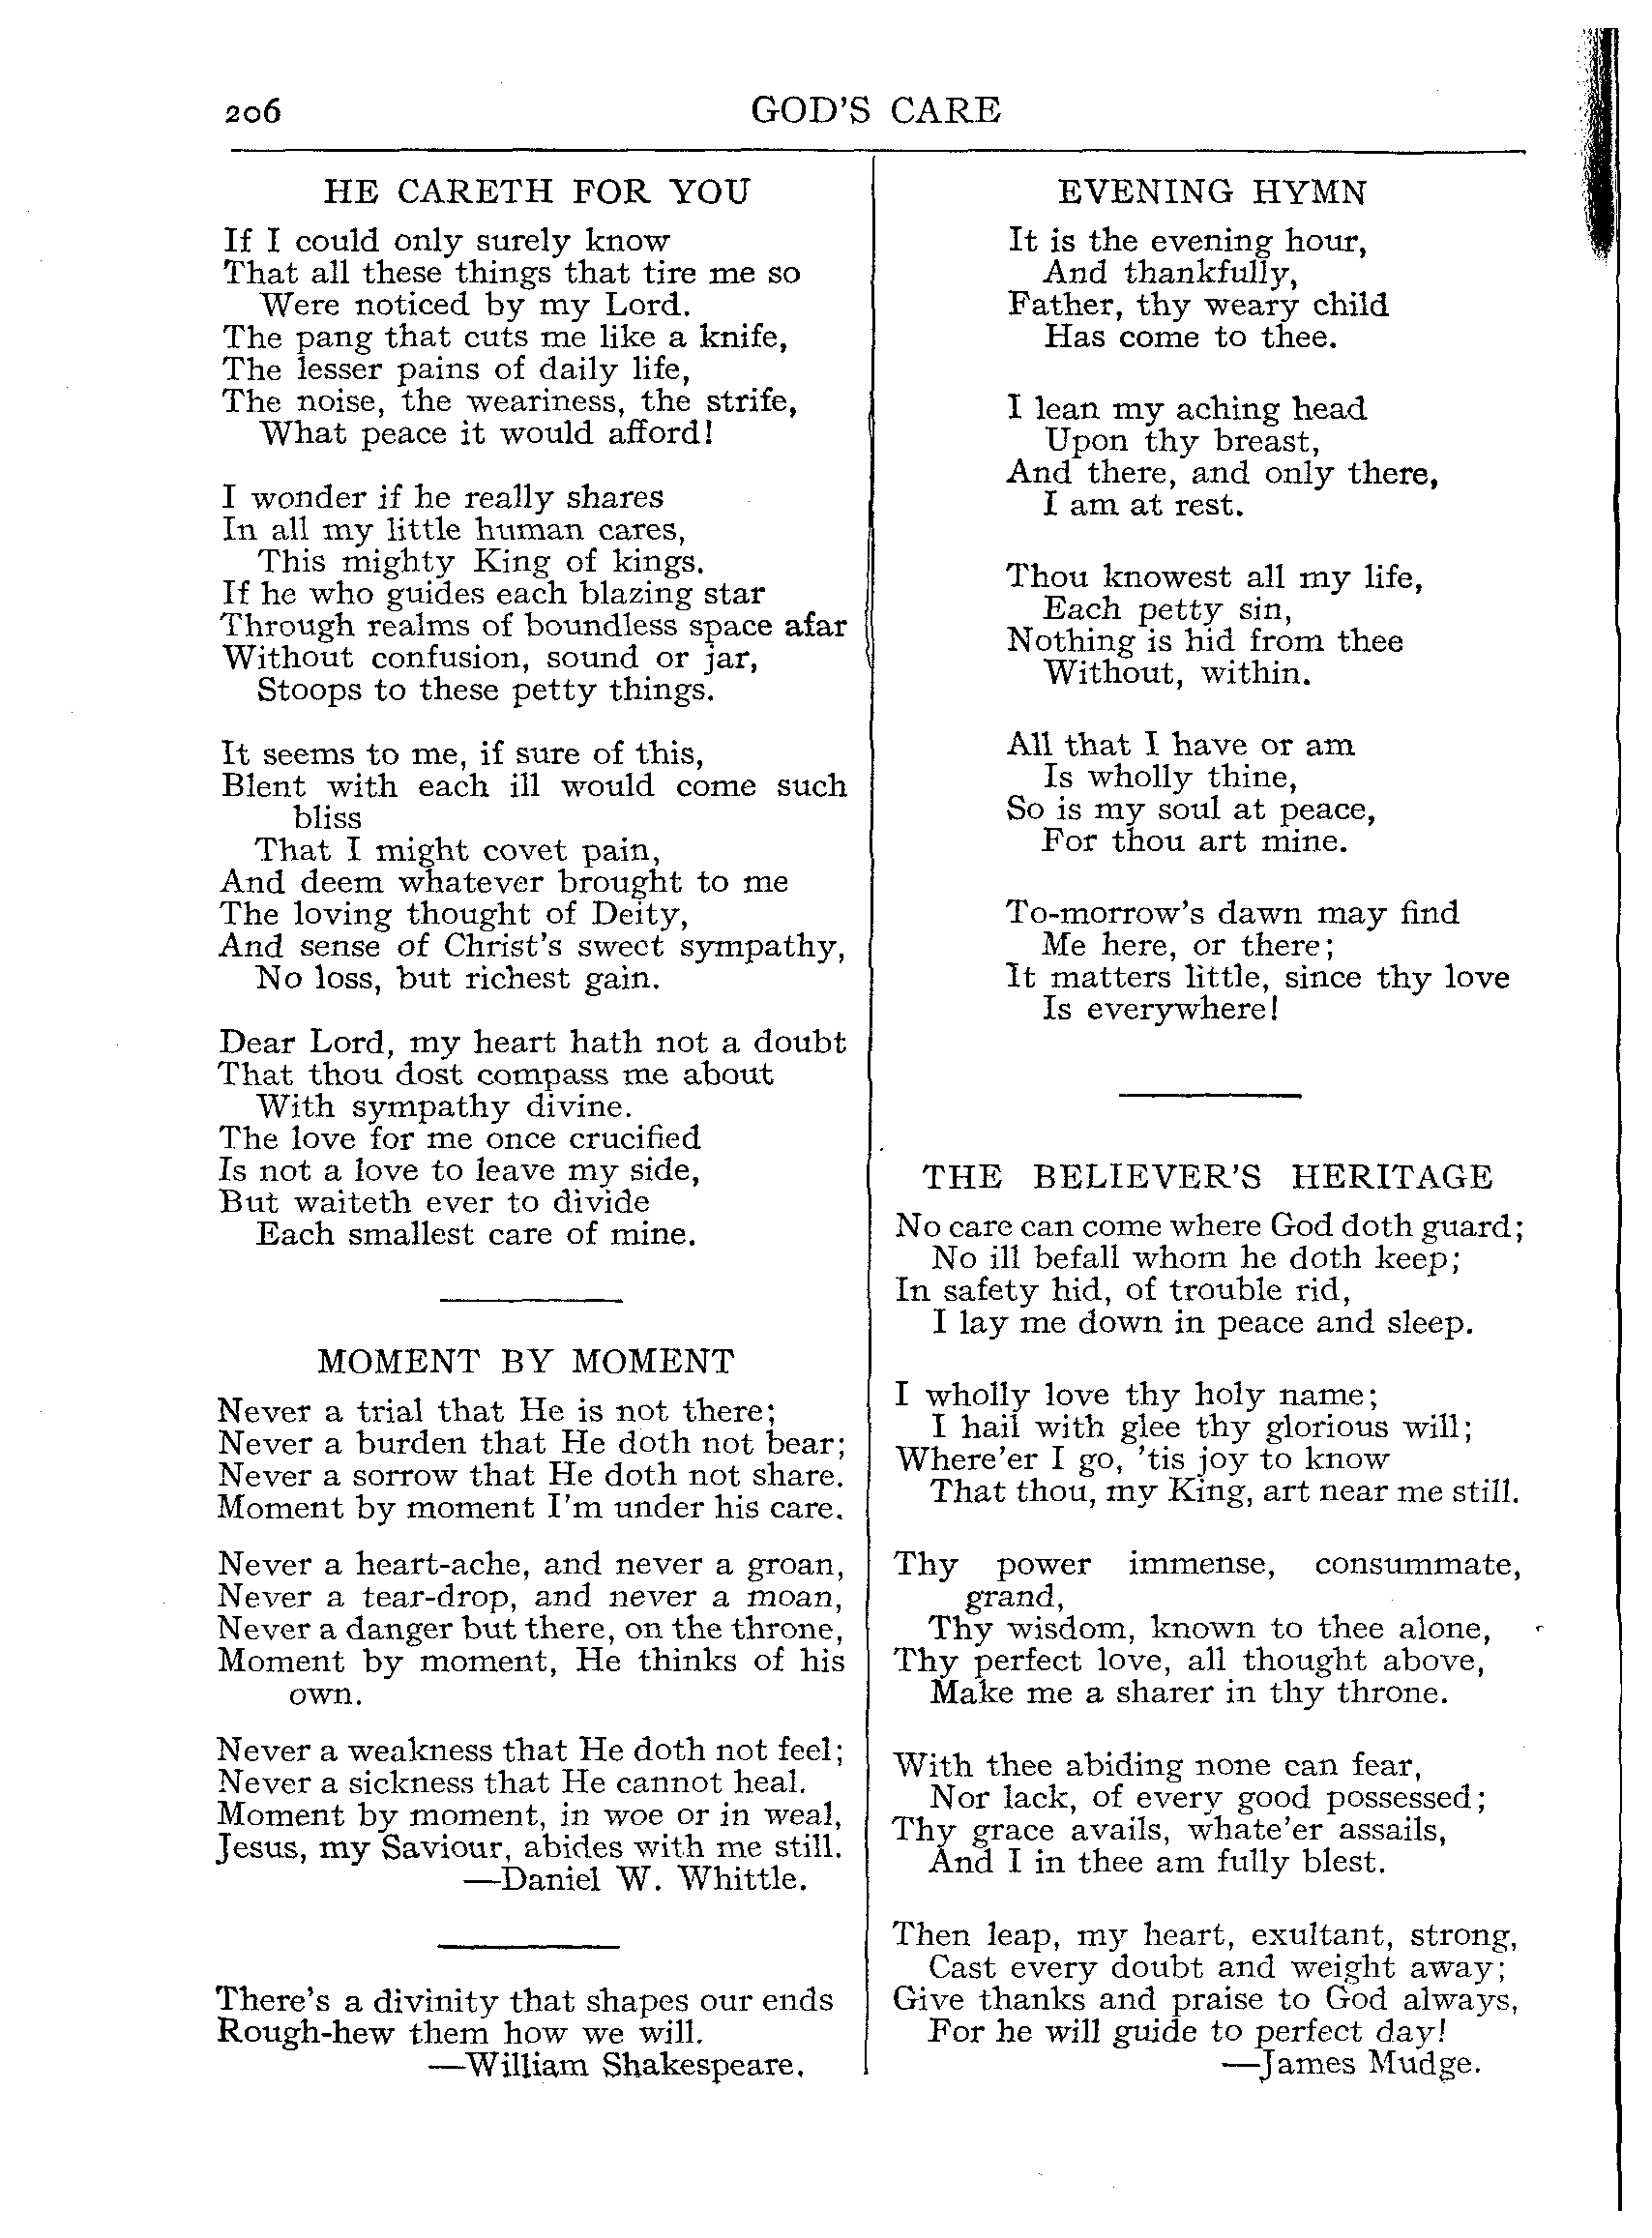 206
GOD'S CARE
HE CARETH FOR YOU
If I could only surely know
That all these things that tire me so
Were noticed by my Lord.
The pang that cuts me like a knife,
The lesser pains of daily life,
The noise, the weariness, the strife,
What peace it would afford!
I wonder if he really shares
In all my little human cares,
This mighty King of kings.
If he who guides each blazing star
Through realms of boundless space afar
Without confusion, sound or jar,
Stoops to these petty things.
It seems to me, if sure of this,
Blent with each ill would come such
bliss
That I might covet pain,
And deem whatever brought to me
The loving thought of Deity,
And sense of Christ's sweet sympathy,
No loss, but richest gain.
Dear Lord, my heart hath not a doubt
That thou dost compass me about
With sympathy divine.
The love for me once crucified
Is not a love to leave my side,
But waiteth ever to divide
Each smallest care of mine.
MOMENT BY MOMENT
Never a trial that He is not there;
Never a burden that He doth not bear;
Never a sorrow that He doth not share.
Moment by moment I'm under his care.
Never a heart-ache, and never a groan,
Never a tear-drop, and never a moan,
Never a danger but there, on the throne,
Moment by moment, He thinks of his
own.
Never a weakness that He doth not feel;
Never a sickness that He cannot heal.
Moment by moment, in woe or in weal,
Jesus, my Saviour, abides with me still.
—Daniel W. Whittle.
There's a divinity that shapes our ends
Rough-hew them how we will.
—William Shakespeare.
EVENING HYMN
It is the evening hour,
And thankfully,
Father, thy weary child
Has come to thee.
I lean my aching head
Upon thy breast,
And there, and only there,
I am at rest.
Thou knowest all my life,
Each petty sin,
Nothing is hid from thee
Without, within.
All that I have or am
Is wholly thine,
So is my soul at peace,
For thou art mine.
To-morrow's dawn may find
Me here, or there;
It matters little, since thy love
Is everywhere!
THE BELIEVER'S HERITAGE
No care can come where God doth guard;
No ill befall whom he doth keep;
In safety hid, of trouble rid,
I lay me down in peace and sleep.
I wholly love thy holy name;
I hail with glee thy glorious will;
Where'er I go, 'tis joy to know
That thou, my King, art near me still.
Thy power immense, consummate,
grand,
Thy wisdom, known to thee alone,
Thy perfect love, all thought above,
Make me a sharer in thy throne.
With thee abiding none can fear,
Nor lack, of every good possessed;
Thy grace avails, whate'er assails,
And I in thee am fully blest.
Then leap, my heart, exultant, strong,
Cast every doubt and weight away;
Give thanks and praise to God always,
For he will guide to perfect day!
—James Mudge.